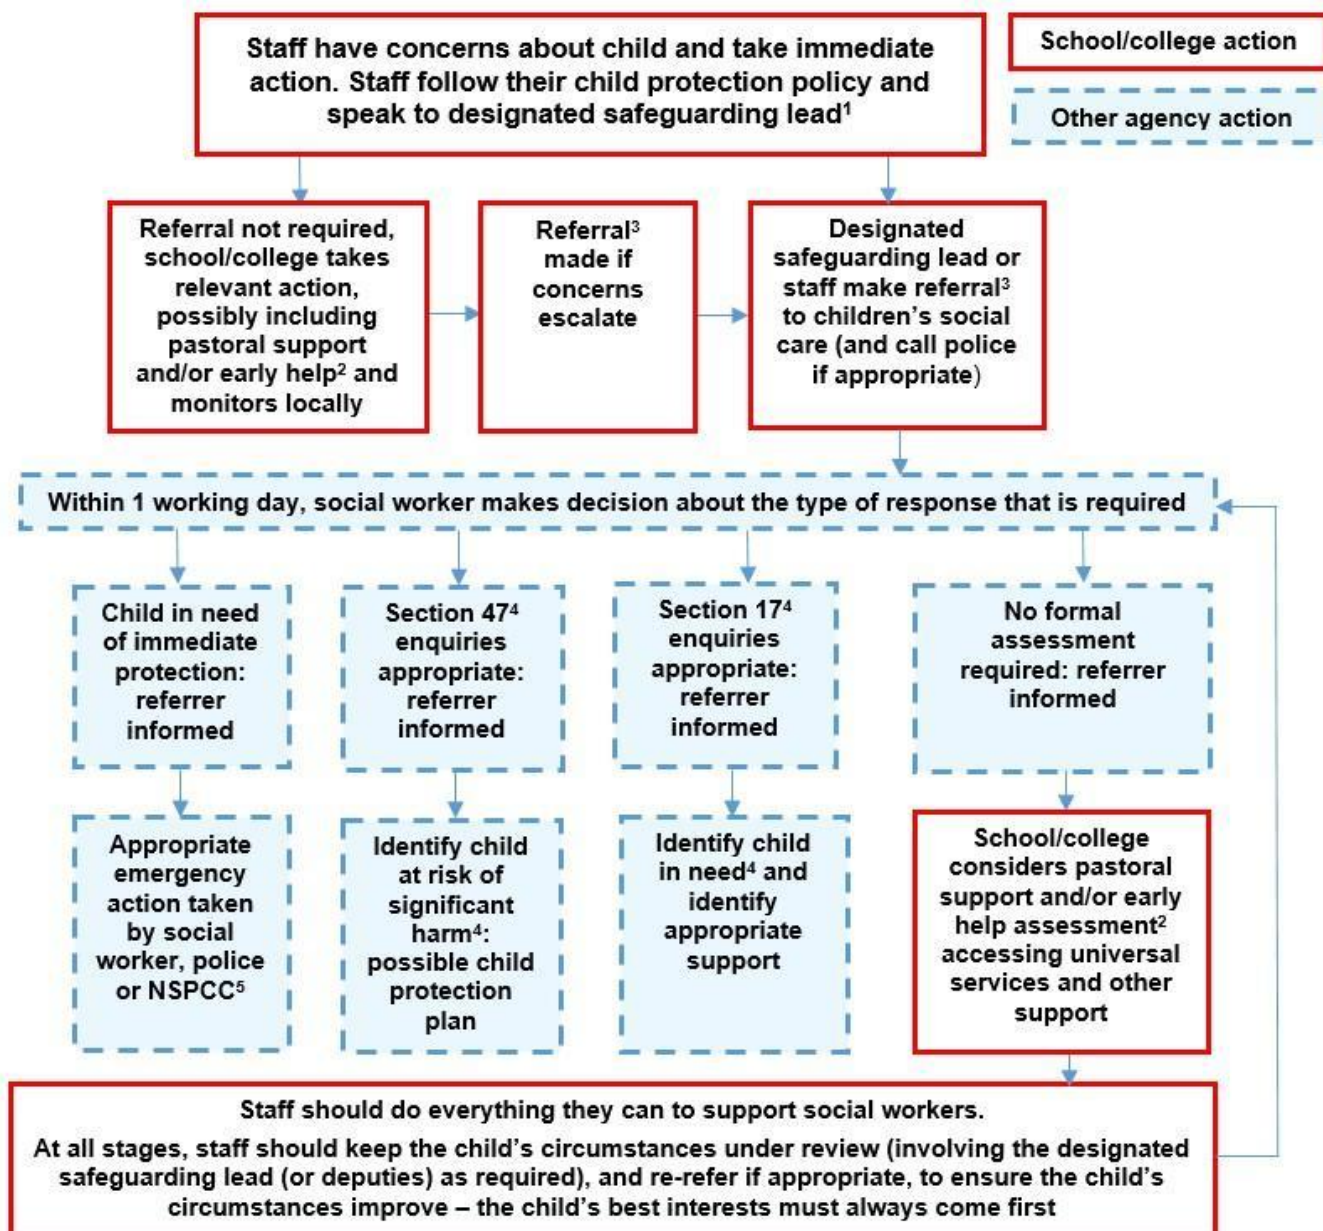 Staff have concerns about child and take immediate
action. Staff follow their child protection policy and
speak to designated safeguarding lead¹
School/college action
Other agency action
Referral not required,
school/college takes
relevant action,
possibly including
pastoral support
and/or early help² and
monitors locally
Referral³
made if
concerns
escalate
Designated
safeguarding lead or
staff make referral³
to children's social
care (and call police
if appropriate)
Within 1 working day, social worker makes decision about the type of response that is required
Child in need
of immediate
protection:
referrer
informed
Section 47⁴
enquiries
appropriate:
referrer
informed
Section 17⁴
enquiries
appropriate:
referrer
informed
No formal
assessment
required: referrer
informed
Appropriate
emergency
action taken
by social
worker, police
or NSPCC⁵
Identify child
at risk of
significant
harm⁴:
possible child
protection
plan
Identify child
in need⁴ and
identify
appropriate
support
School/college
considers pastoral
support and/or early
help assessment²
accessing universal
services and other
support
Staff should do everything they can to support social workers.
At all stages, staff should keep the child's circumstances under review (involving the designated
safeguarding lead (or deputies) as required), and re-refer if appropriate, to ensure the child's
circumstances improve – the child's best interests must always come first